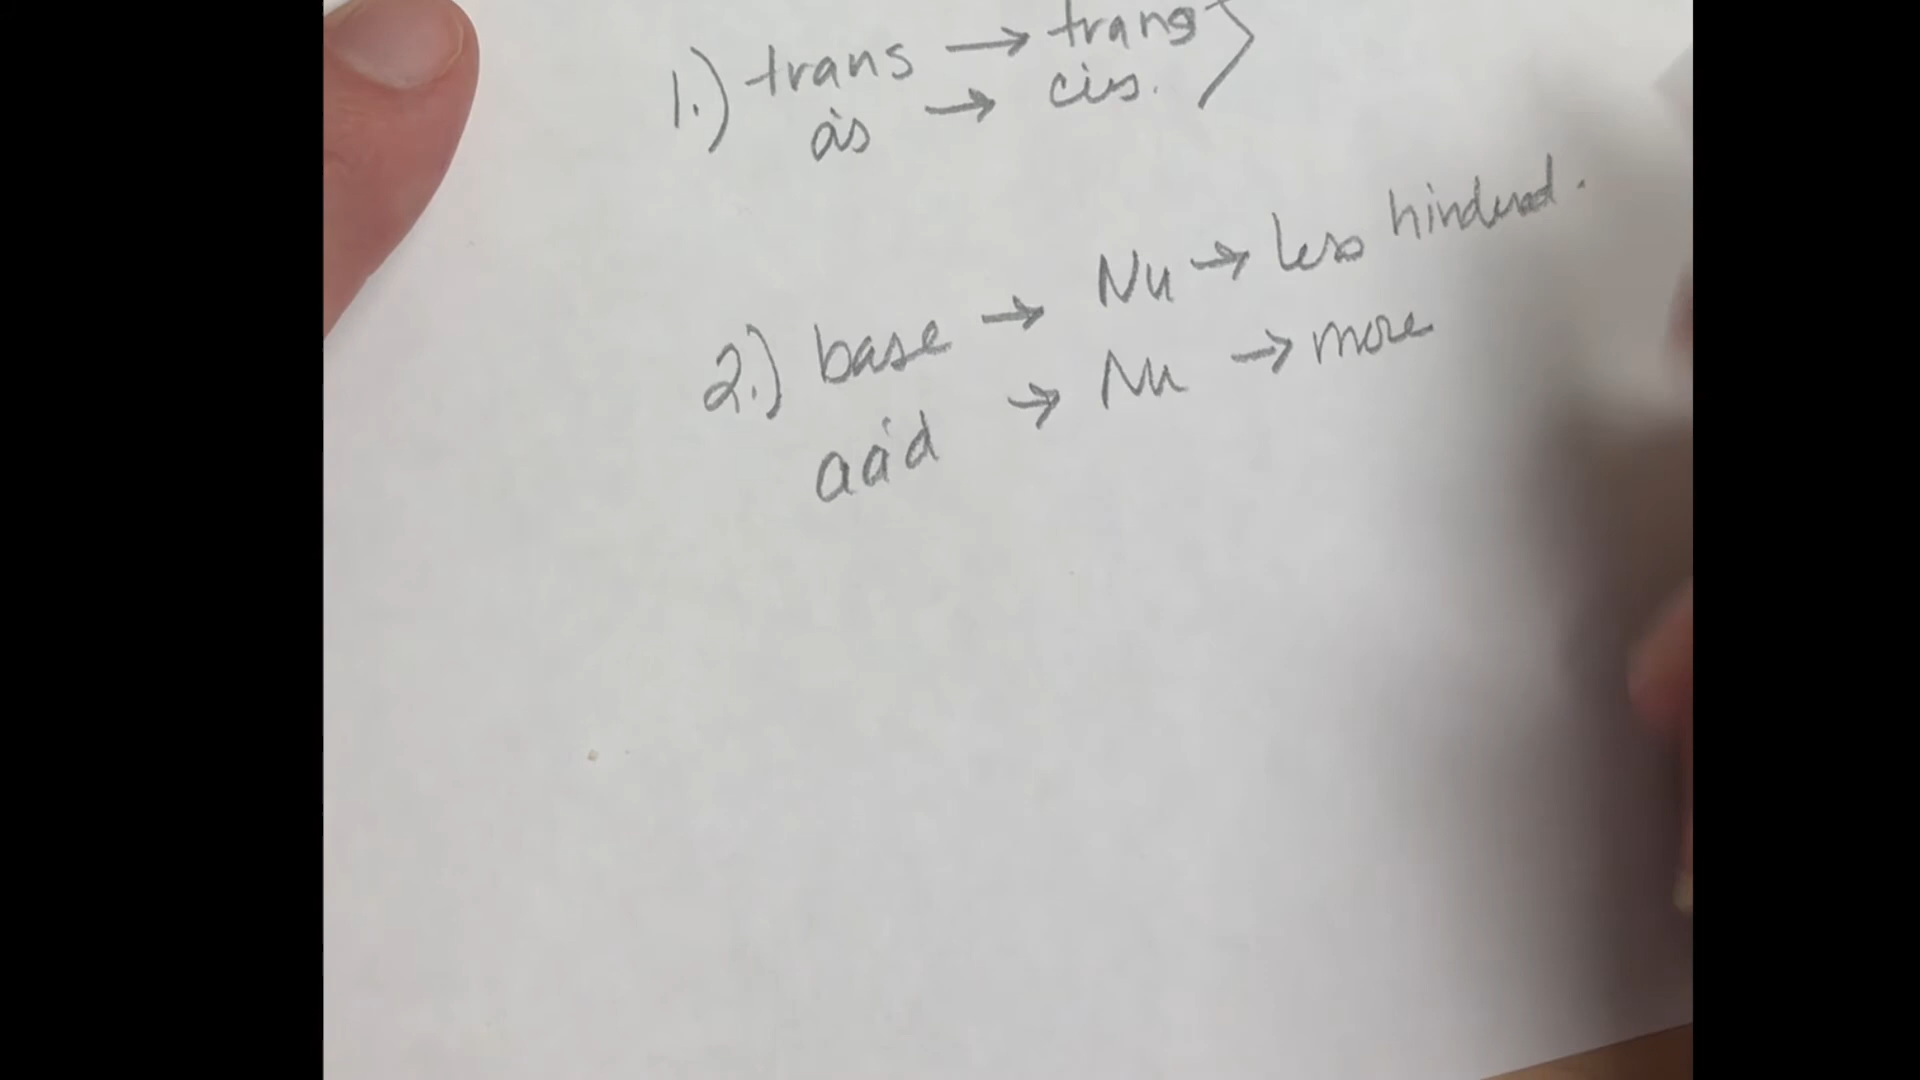 1.) trans → trans }
cis → cis.
2.) base → Nu → less hindered.
acid → Nu → more